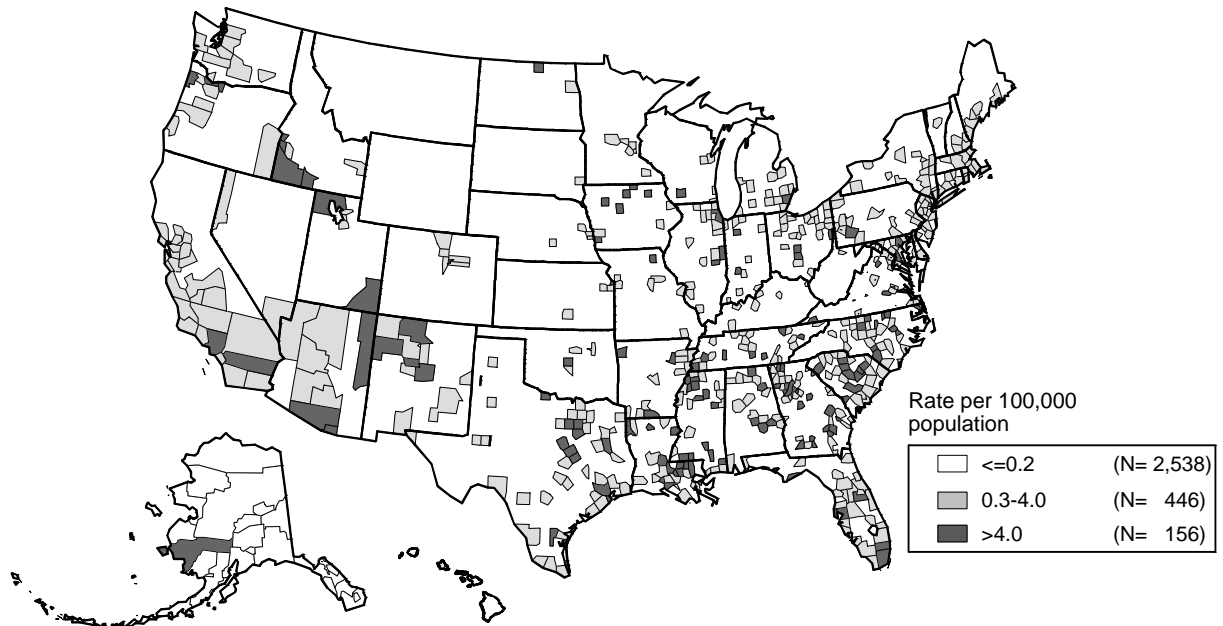 Rate per 100,000
population
<=0.2 (N= 2,538)
0.3-4.0 (N= 446)
>4.0 (N= 156)